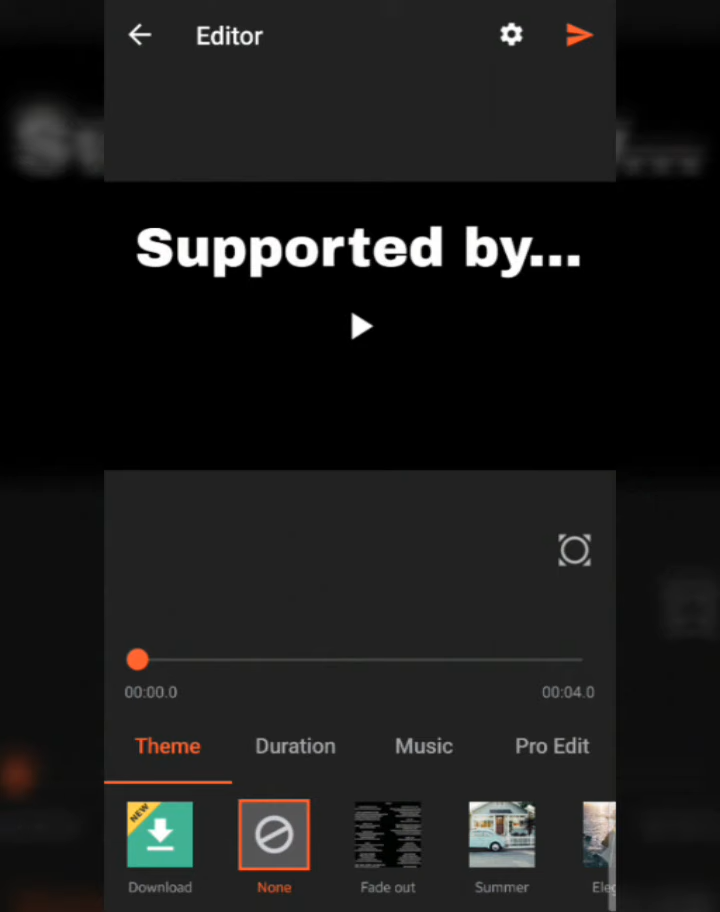 Editor
Supported by...
00:00.0
00:04.0
Theme Duration Music Pro Edit
NEW
Download None Fade out Summer